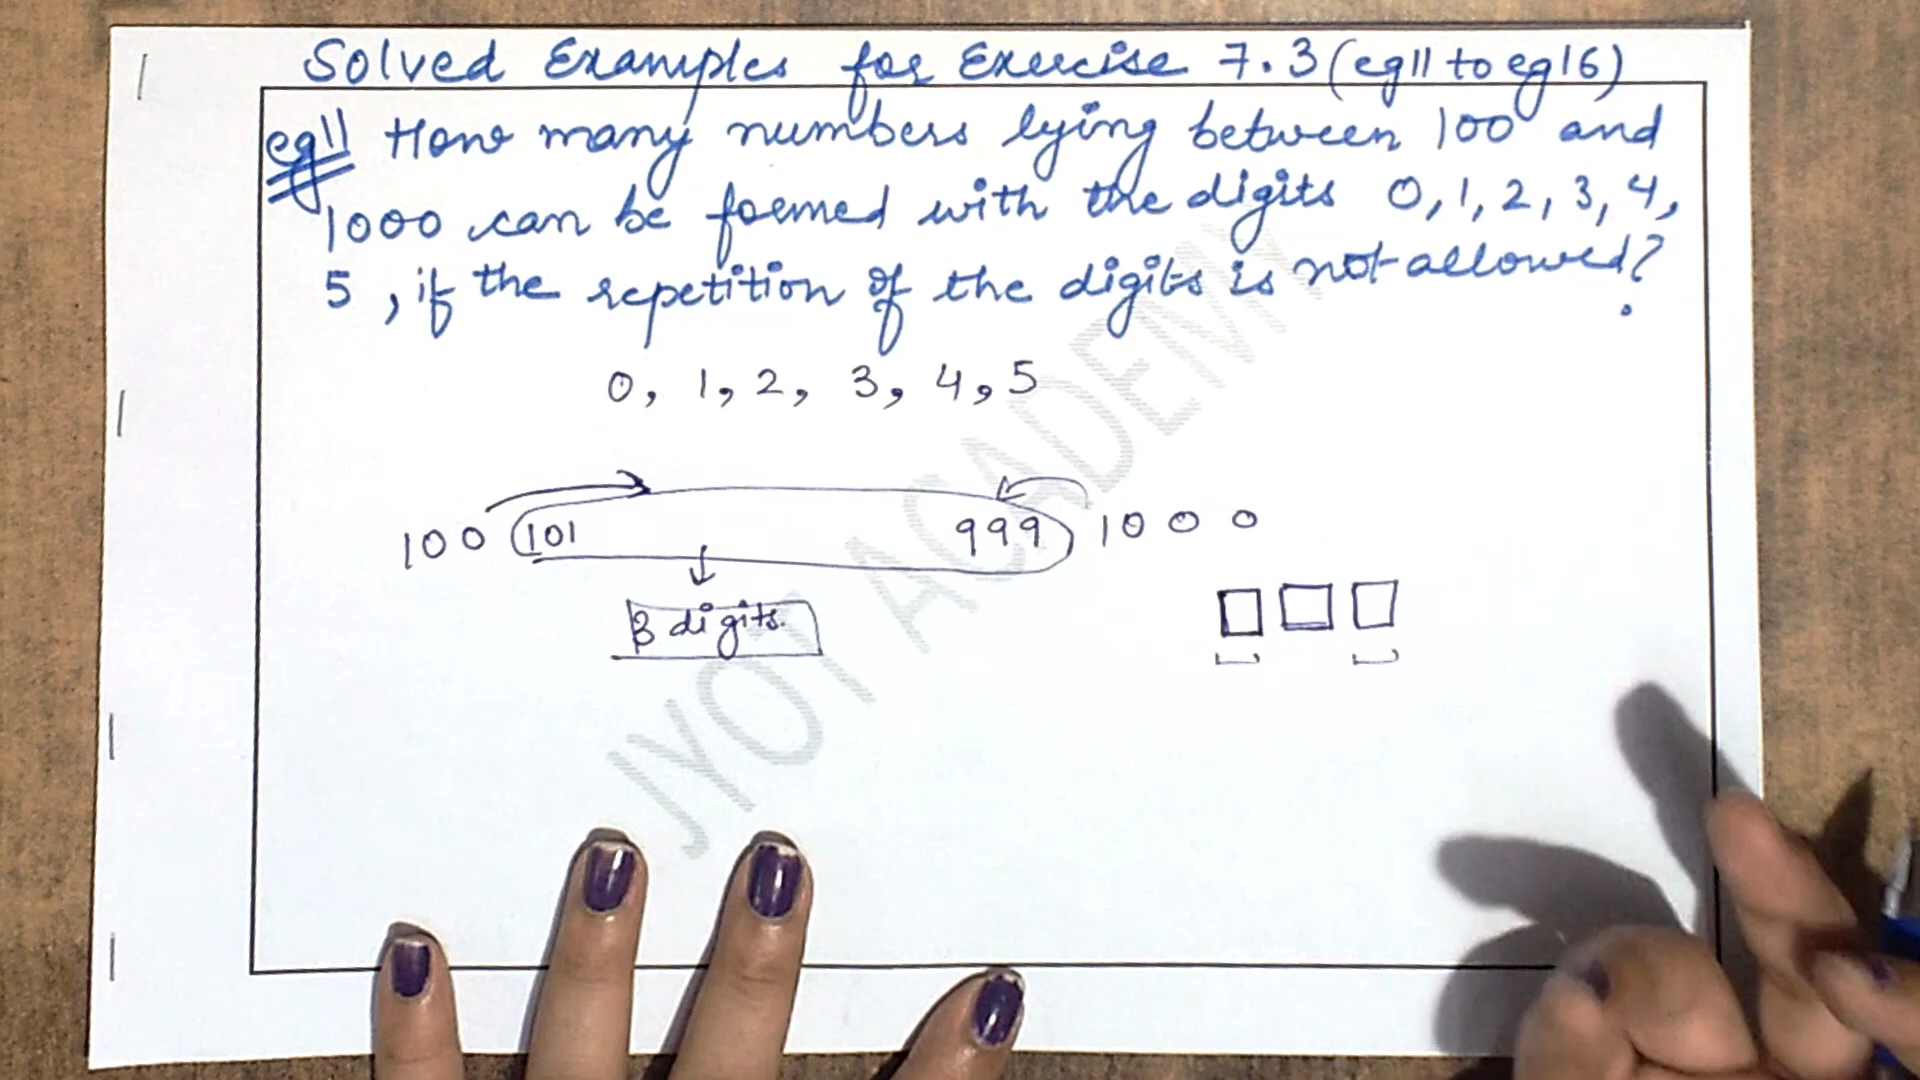 Solved Examples for Exercise 7.3 (eg11 to eg16)
eg11 How many numbers lying between 100 and
1000 can be formed with the digits 0, 1, 2, 3, 4,
5, if the repetition of the digits is not allowed?
0, 1, 2, 3, 4, 5
100 101 999 1000
3 digits.
JYOT ACADEMY